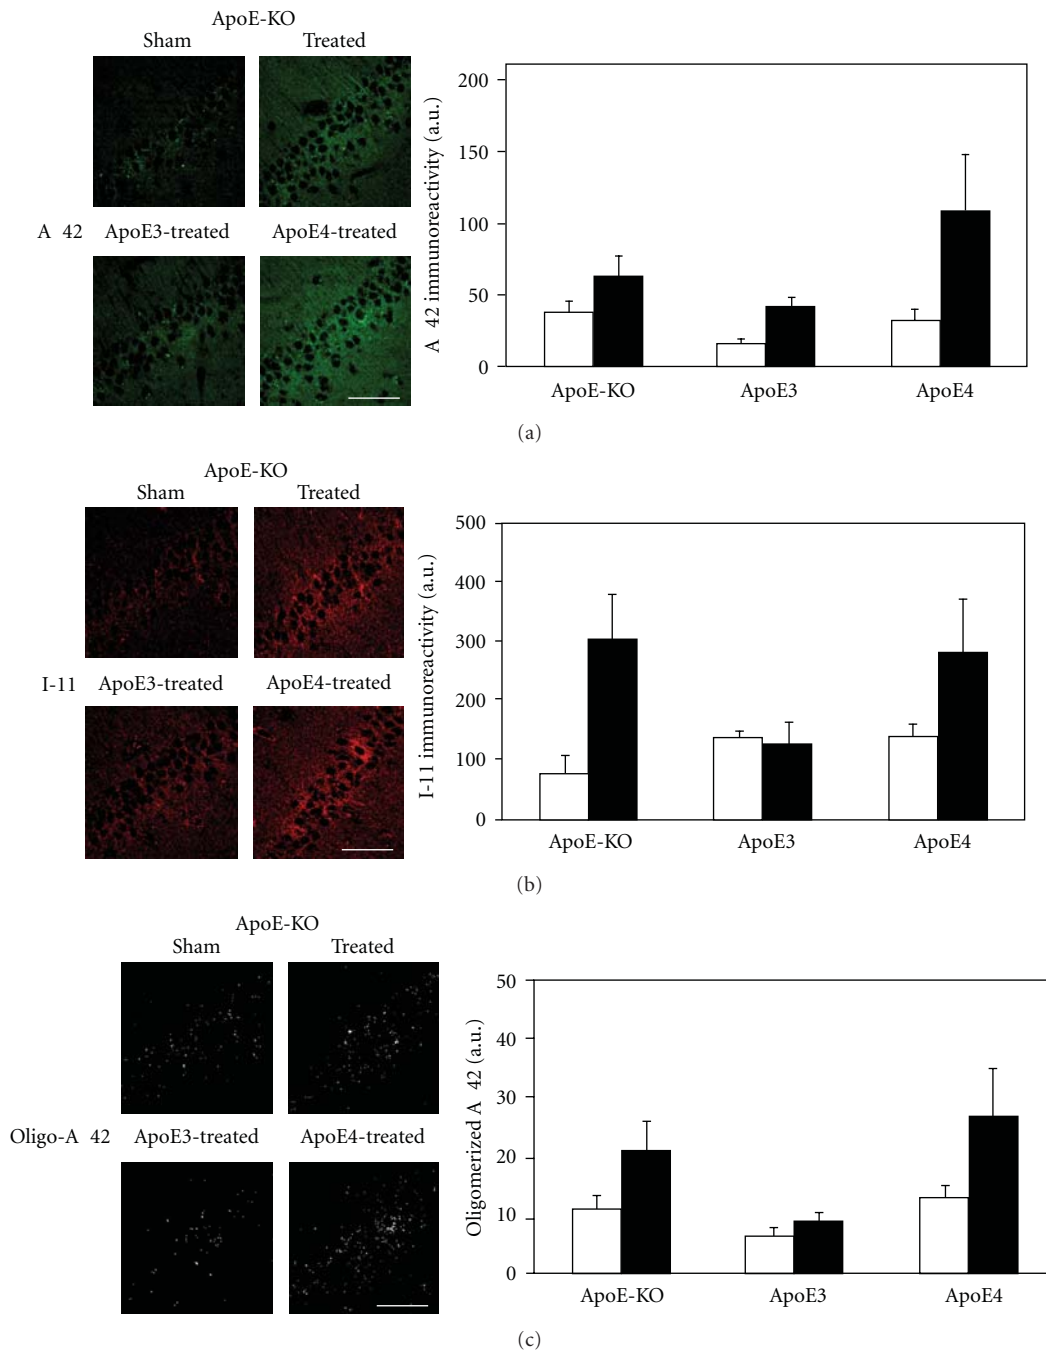 ApoE-KO
Sham Treated
A 42 ApoE3-treated ApoE4-treated
A 42 immunoreactivity (a.u.)
200
150
100
50
0
ApoE-KO ApoE3 ApoE4
(a)
ApoE-KO
Sham Treated
I-11 ApoE3-treated ApoE4-treated
I-11 immunoreactivity (a.u.)
500
400
300
200
100
0
ApoE-KO ApoE3 ApoE4
(b)
ApoE-KO
Sham Treated
Oligo-A 42 ApoE3-treated ApoE4-treated
Oligomerized A 42 (a.u.)
50
40
30
20
10
0
ApoE-KO ApoE3 ApoE4
(c)